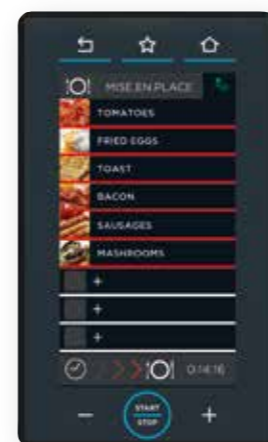 MISE EN PLACE
TOMATOES
FRIED EGGS
TOAST
BACON
SAUSAGES
MASHROOMS
+
+
+
0:14:16
−
START
STOP
+